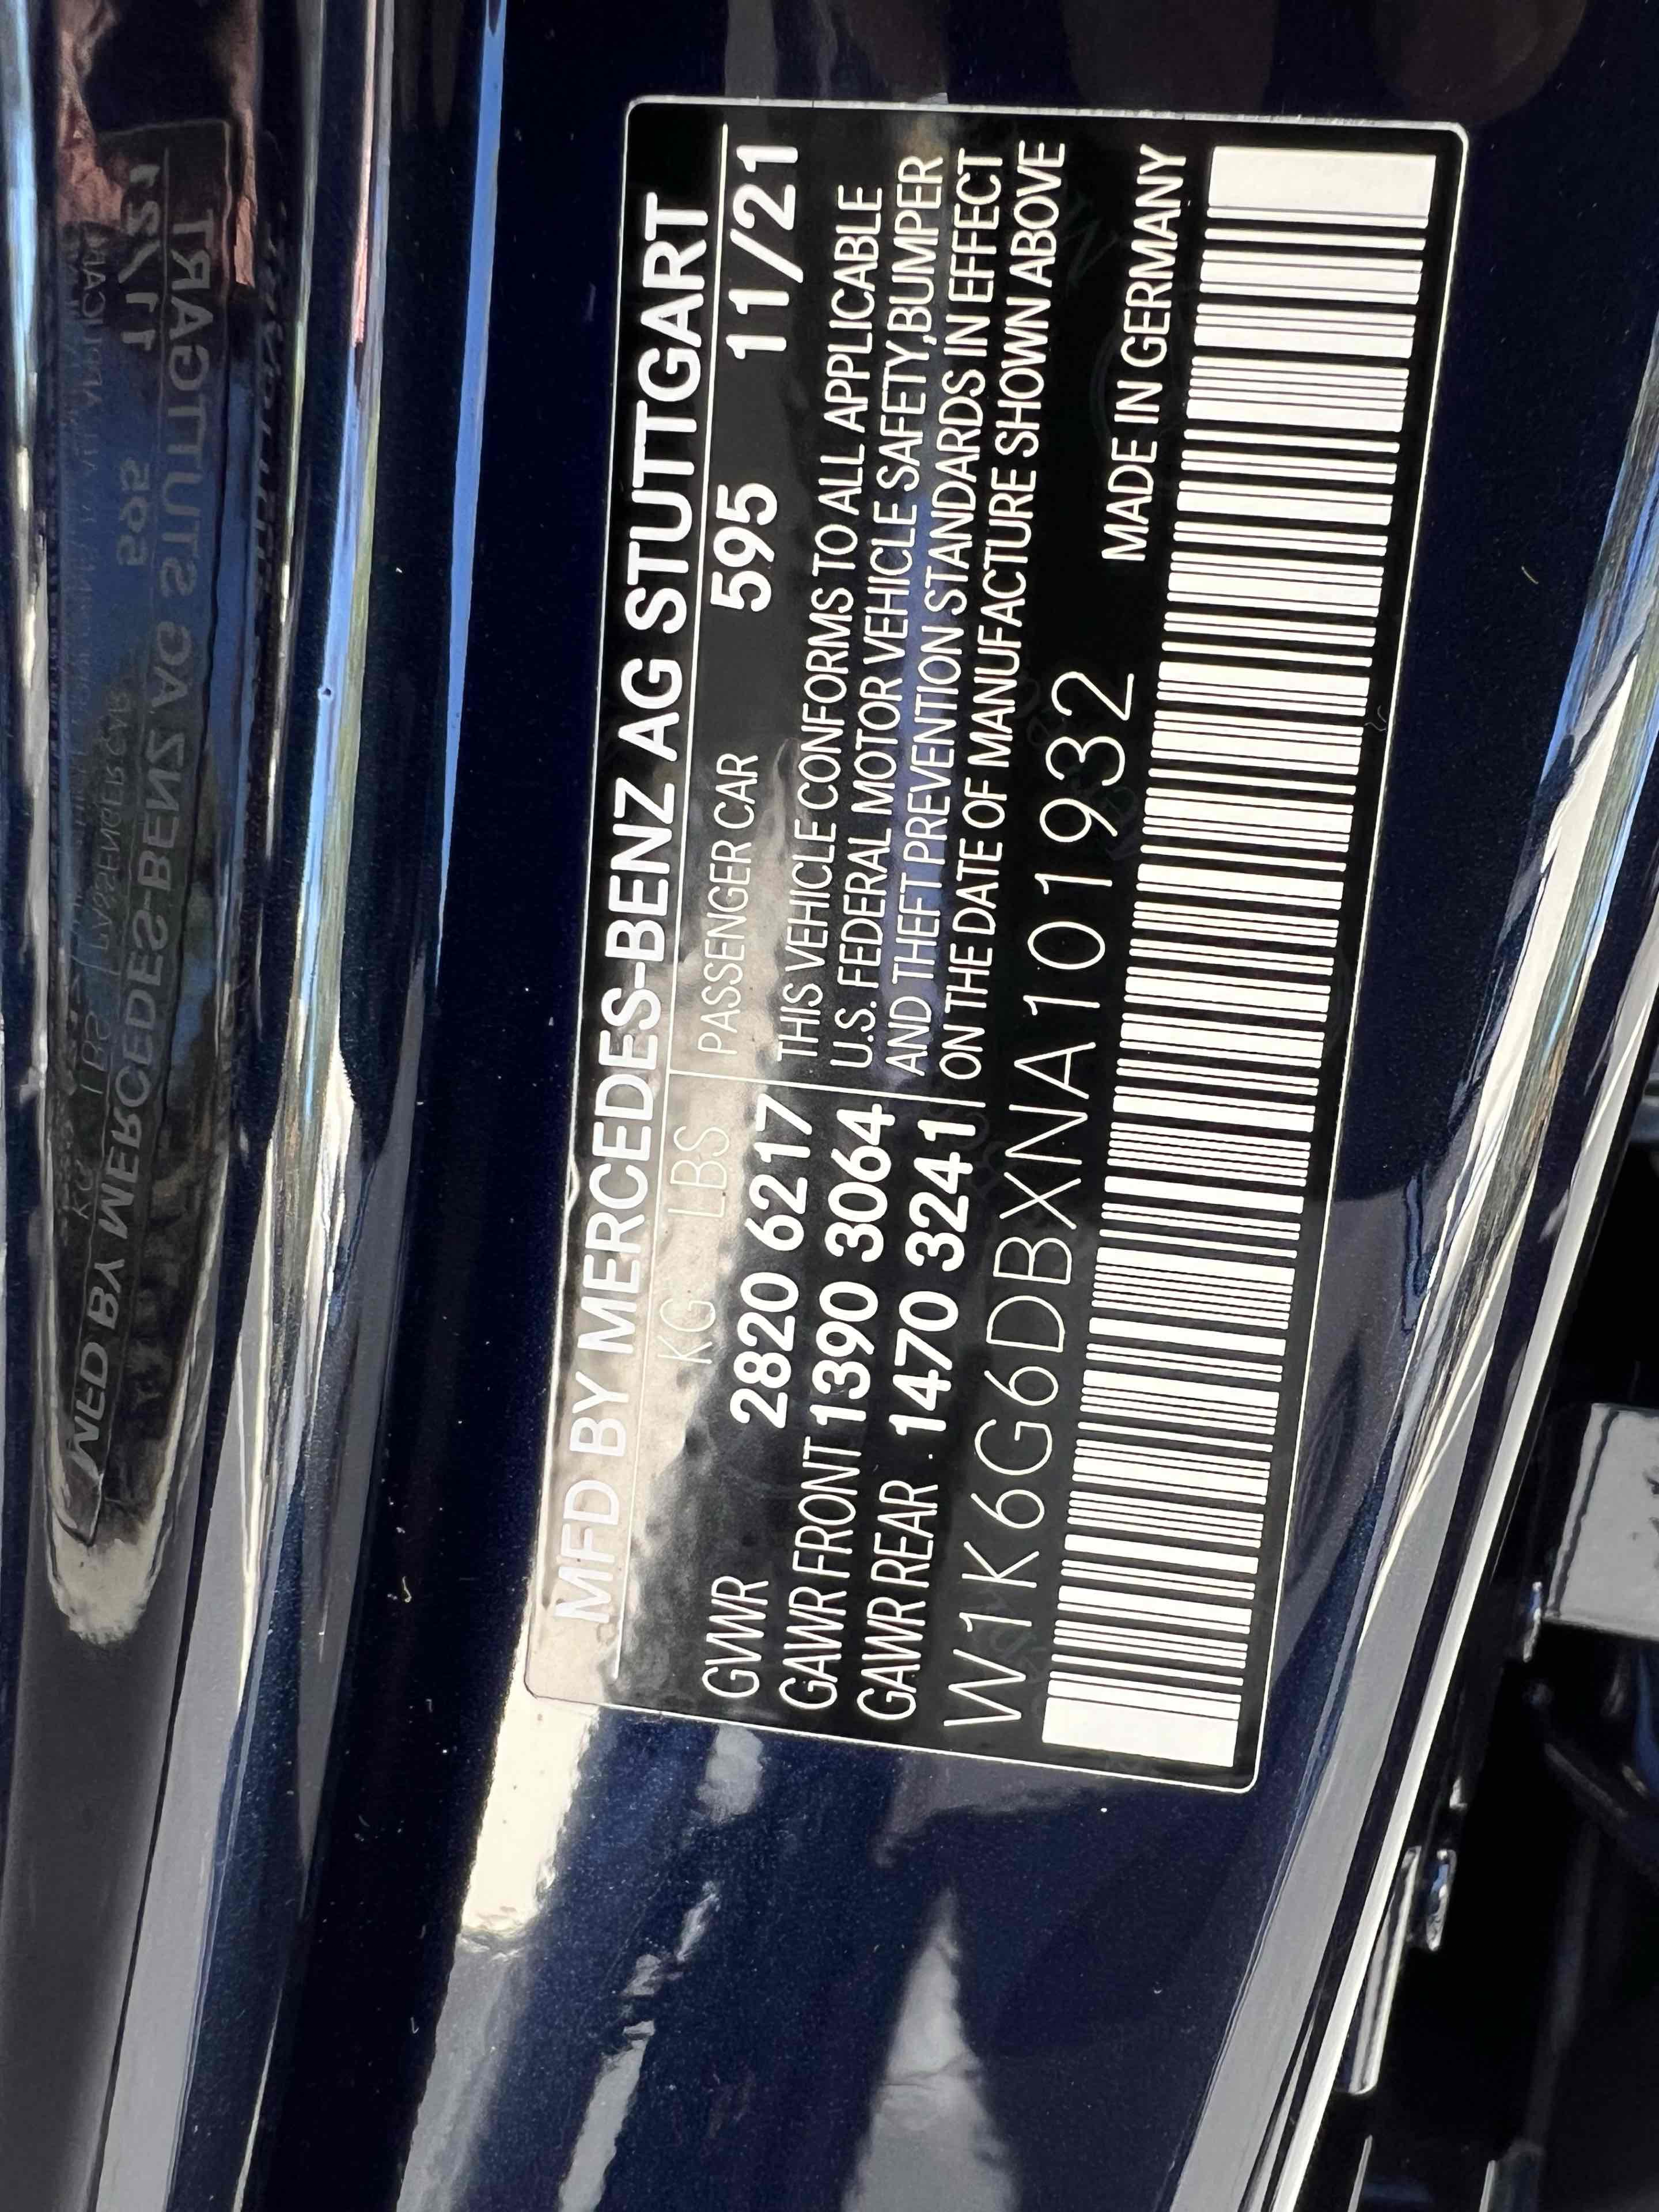 MFD BY MERCEDES-BENZ AG STUTTGART
KG LBS PASSENGER CAR 595 11/21
GVWR 2820 6217 THIS VEHICLE CONFORMS TO ALL APPLICABLE
GAWR FRONT 1390 3064 U.S. FEDERAL MOTOR VEHICLE SAFETY,BUMPER
GAWR REAR 1470 3241 AND THEFT PREVENTION STANDARDS IN EFFECT
ON THE DATE OF MANUFACTURE SHOWN ABOVE
W1K6G6DBXNA101932 MADE IN GERMANY